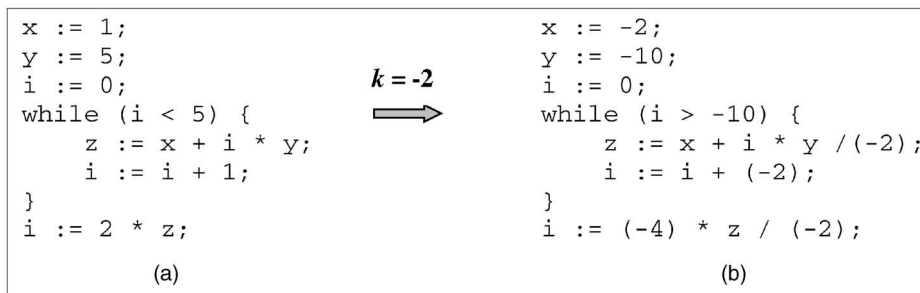 x := 1;
y := 5;
i := 0;
while (i < 5) {
    z := x + i * y;
    i := i + 1;
}
i := 2 * z;
(a)
k = -2
x := -2;
y := -10;
i := 0;
while (i > -10) {
    z := x + i * y /(-2);
    i := i + (-2);
}
i := (-4) * z / (-2);
(b)